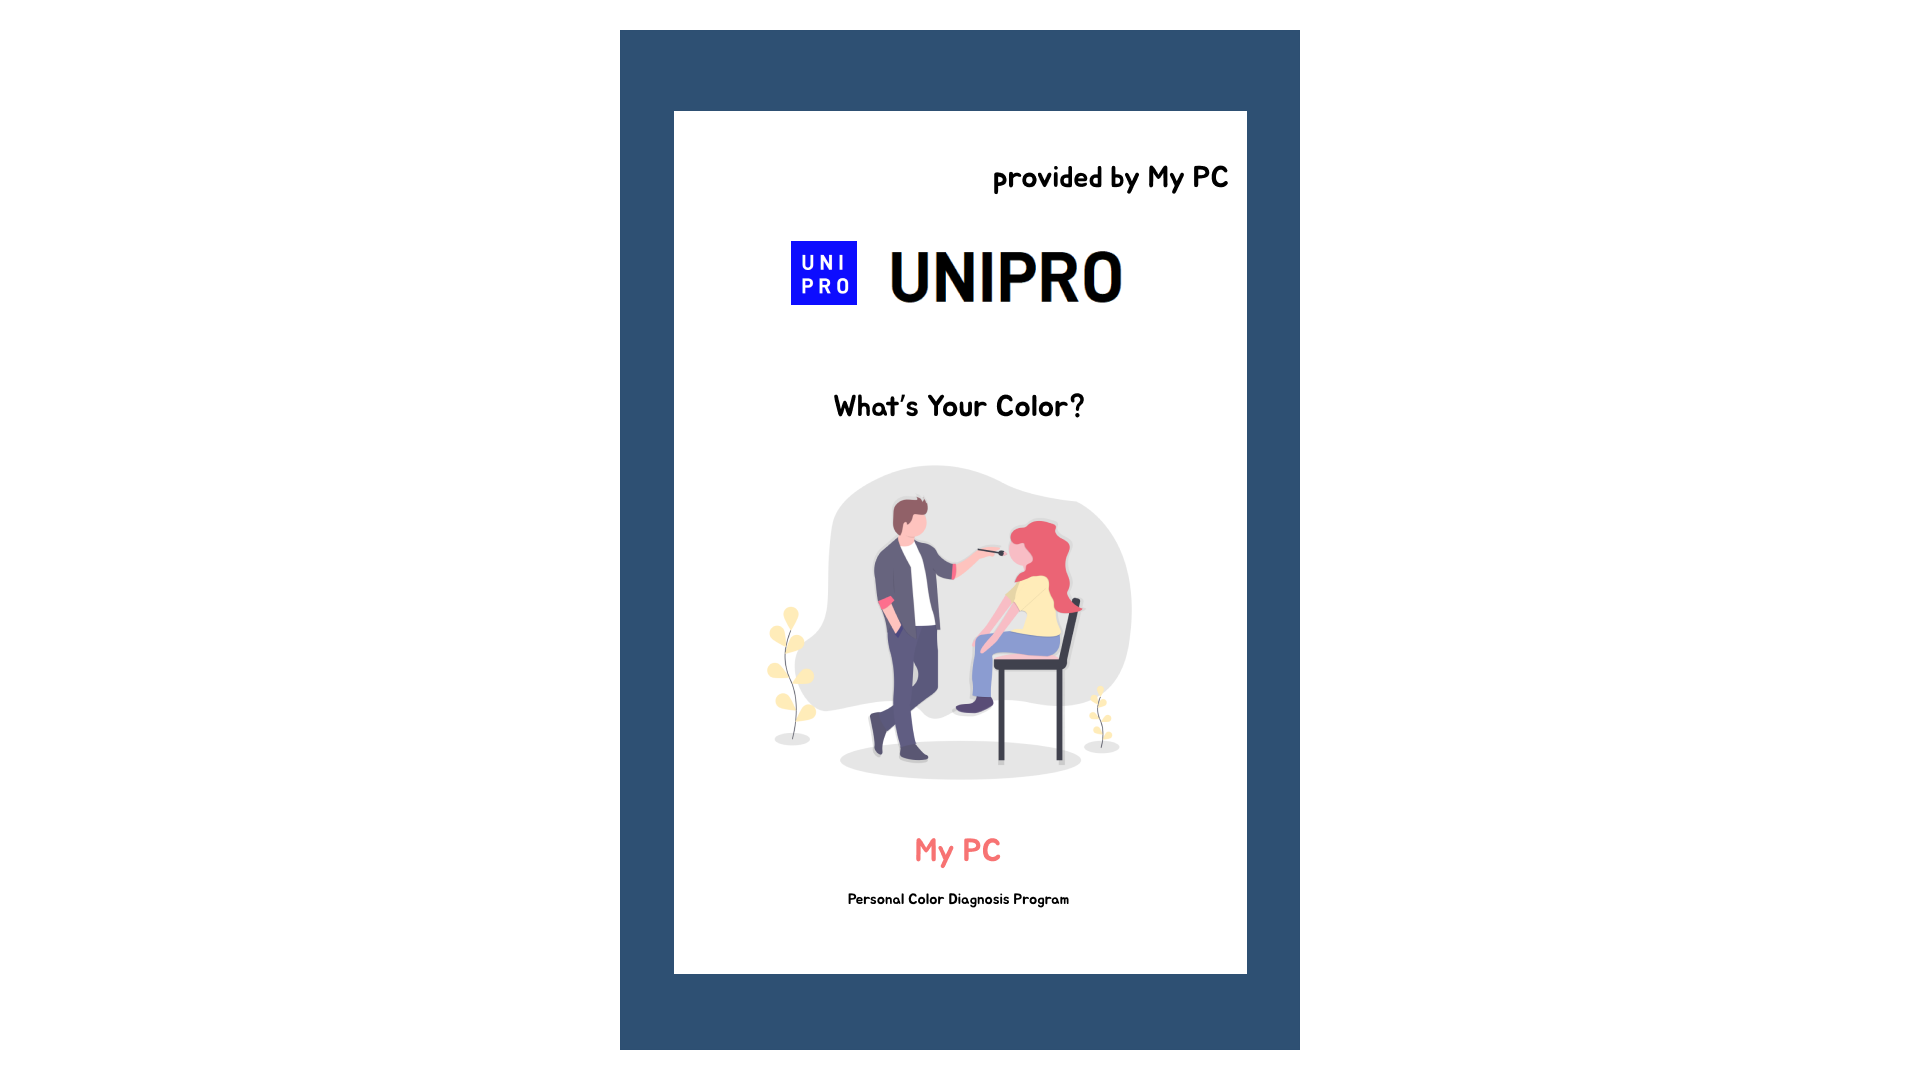 provided by My PC
UNI
PRO
UNIPRO
What's Your Color?
My PC
Personal Color Diagnosis Program